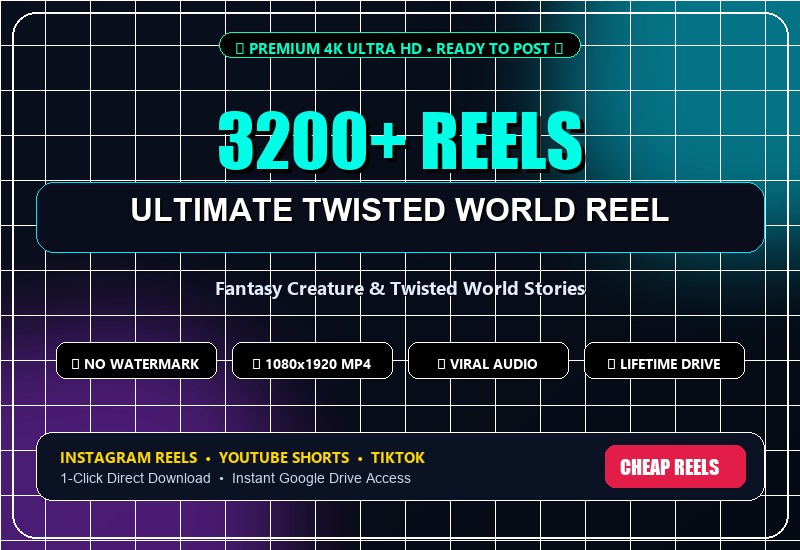 PREMIUM 4K ULTRA HD • READY TO POST
3200+ REELS
ULTIMATE TWISTED WORLD REEL
Fantasy Creature & Twisted World Stories
NO WATERMARK
1080x1920 MP4
VIRAL AUDIO
LIFETIME DRIVE
INSTAGRAM REELS • YOUTUBE SHORTS • TIKTOK
1-Click Direct Download • Instant Google Drive Access
CHEAP REELS